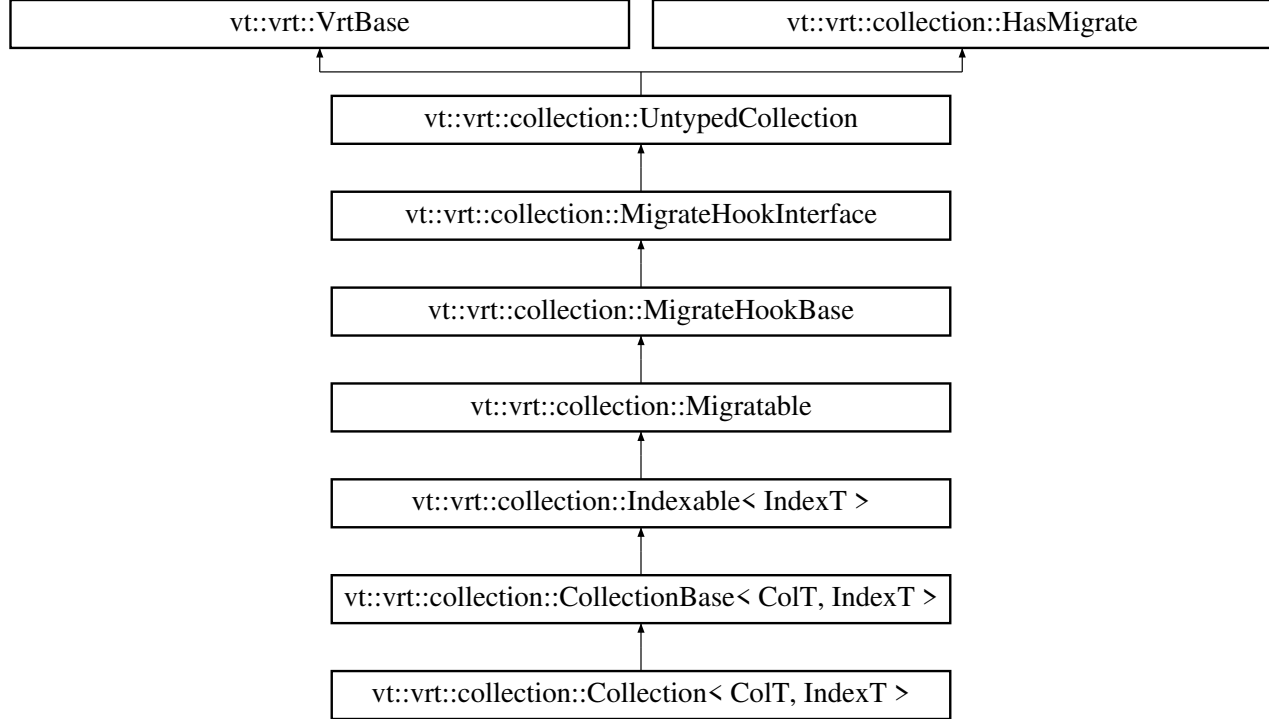 vt::vrt::VrtBase
vt::vrt::collection::HasMigrate
vt::vrt::collection::UntypedCollection
vt::vrt::collection::MigrateHookInterface
vt::vrt::collection::MigrateHookBase
vt::vrt::collection::Migratable
vt::vrt::collection::Indexable< IndexT >
vt::vrt::collection::CollectionBase< ColT, IndexT >
vt::vrt::collection::Collection< ColT, IndexT >